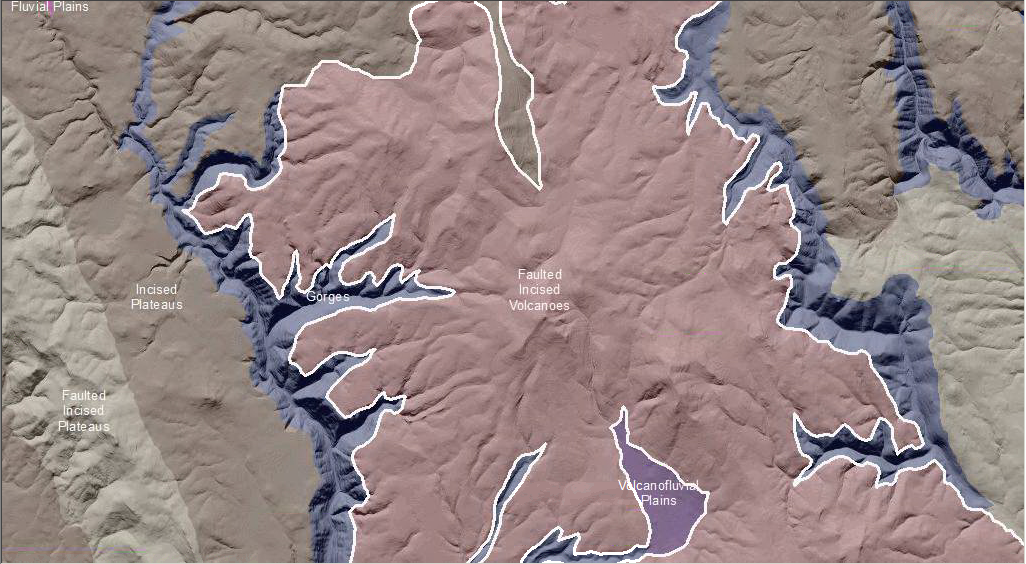 Fluvial Plains
Incised
Plateaus
Gorges
Faulted
Incised
Volcanoes
Faulted
Incised
Plateaus
Volcanofluvial
Plains